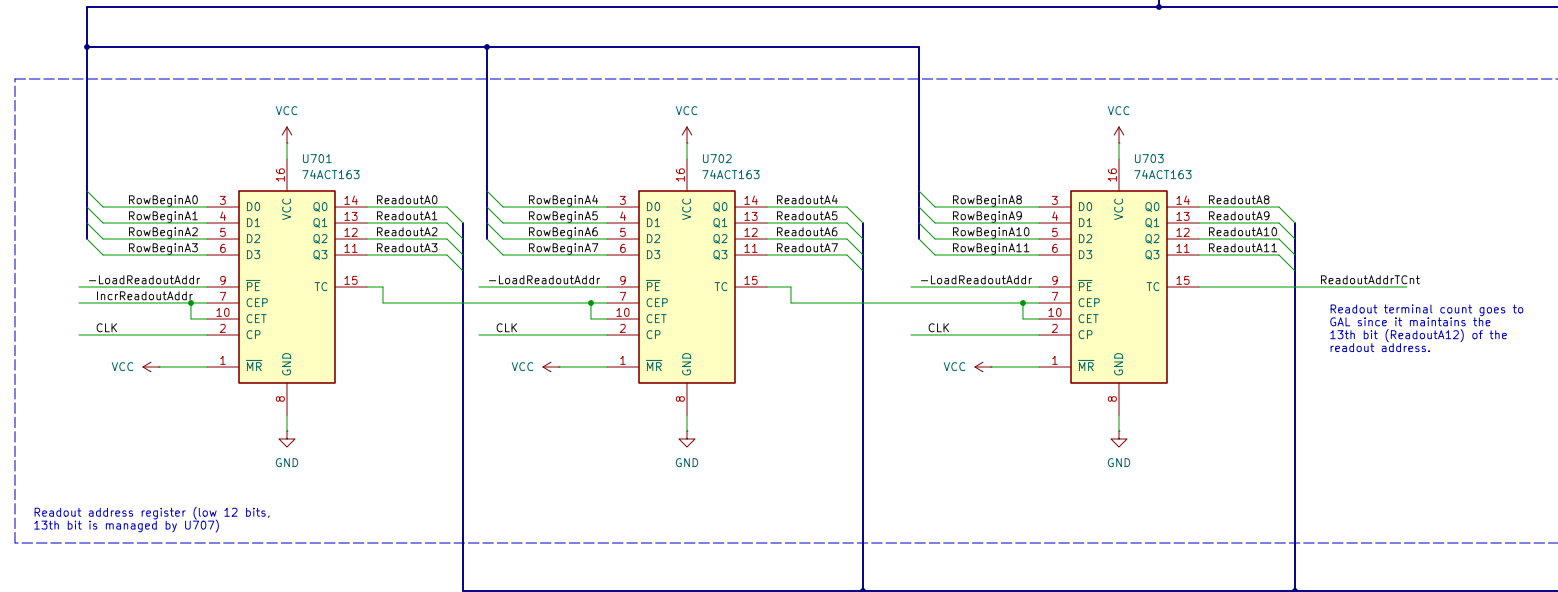 VCC
VCC
VCC
U701
74ACT163
U702
74ACT163
U703
74ACT163
16
VCC
RowBeginA0 3 D0 Q0 14 ReadoutA0
RowBeginA1 4 D1 Q1 13 ReadoutA1
RowBeginA2 5 D2 Q2 12 ReadoutA2
RowBeginA3 6 D3 Q3 11 ReadoutA3
-LoadReadoutAddr 9 PE TC 15
IncrReadoutAddr 7 CEP
10 CET
CLK 2 CP
VCC 1 MR
GND
8
GND
16
VCC
RowBeginA4 3 D0 Q0 14 ReadoutA4
RowBeginA5 4 D1 Q1 13 ReadoutA5
RowBeginA6 5 D2 Q2 12 ReadoutA6
RowBeginA7 6 D3 Q3 11 ReadoutA7
-LoadReadoutAddr 9 PE TC 15
7 CEP
10 CET
CLK 2 CP
VCC 1 MR
GND
8
GND
16
VCC
RowBeginA8 3 D0 Q0 14 ReadoutA8
RowBeginA9 4 D1 Q1 13 ReadoutA9
RowBeginA10 5 D2 Q2 12 ReadoutA10
RowBeginA11 6 D3 Q3 11 ReadoutA11
-LoadReadoutAddr 9 PE TC 15 ReadoutAddrTCnt
7 CEP
10 CET
CLK 2 CP
VCC 1 MR
GND
8
GND
Readout terminal count goes to
GAL since it maintains the
13th bit (ReadoutA12) of the
readout address.
Readout address register (low 12 bits,
13th bit is managed by U707)